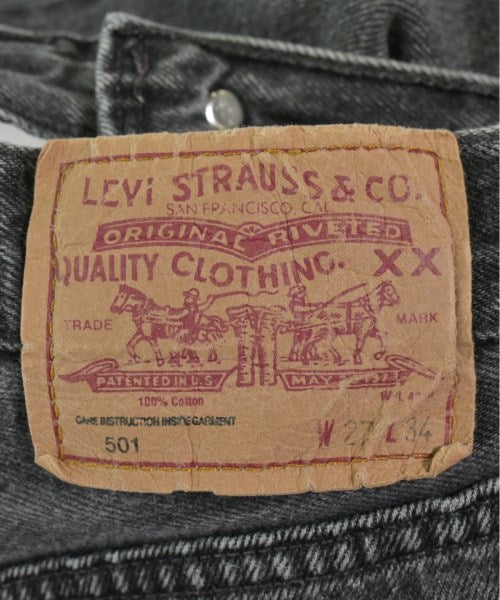 LEVI STRAUSS & CO.
SAN FRANCISCO, CAL
ORIGINAL RIVETED
QUALITY CLOTHING. XX
TRADE MARK
PATENTED IN U.S. MAY
100% Cotton
CARE INSTRUCTION INSIDE GARMENT
501
W 27 L 34